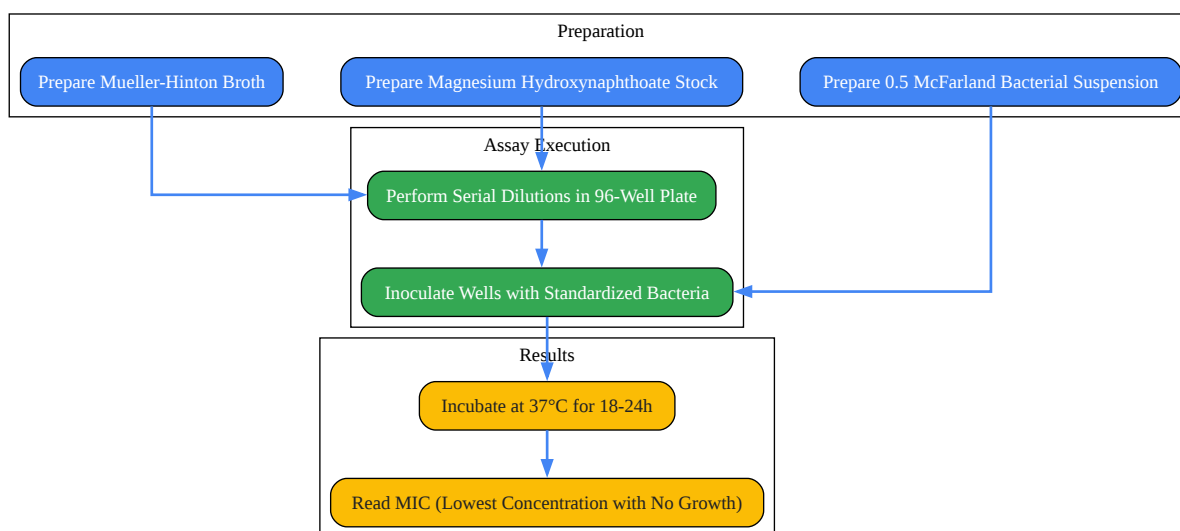 Preparation
Prepare Mueller-Hinton Broth
Prepare Magnesium Hydroxynaphthoate Stock
Prepare 0.5 McFarland Bacterial Suspension
Assay Execution
Perform Serial Dilutions in 96-Well Plate
Inoculate Wells with Standardized Bacteria
Results
Incubate at 37°C for 18-24h
Read MIC (Lowest Concentration with No Growth)